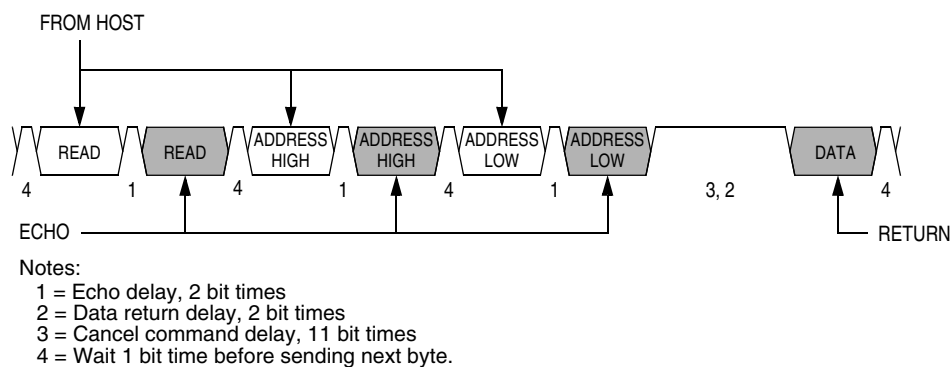 FROM HOST
READ
READ
ADDRESS
HIGH
ADDRESS
HIGH
ADDRESS
LOW
ADDRESS
LOW
DATA
4 1 4 1 4 1 3, 2 4
ECHO
RETURN
Notes:
1 = Echo delay, 2 bit times
2 = Data return delay, 2 bit times
3 = Cancel command delay, 11 bit times
4 = Wait 1 bit time before sending next byte.